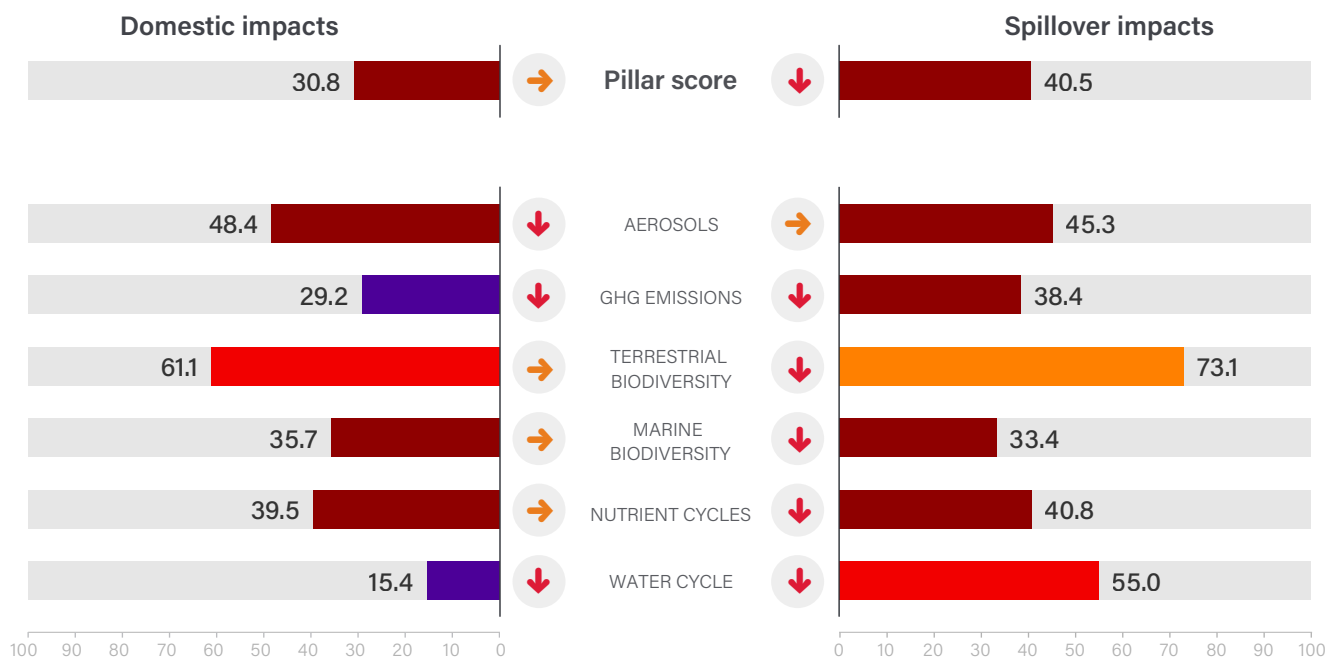 Domestic impacts
Spillover impacts
30.8
Pillar score
40.5
48.4
AEROSOLS
45.3
29.2
GHG EMISSIONS
38.4
61.1
TERRESTRIAL
BIODIVERSITY
73.1
35.7
MARINE
BIODIVERSITY
33.4
39.5
NUTRIENT CYCLES
40.8
15.4
WATER CYCLE
55.0
100 90 80 70 60 50 40 30 20 10 0
0 10 20 30 40 50 60 70 80 90 100